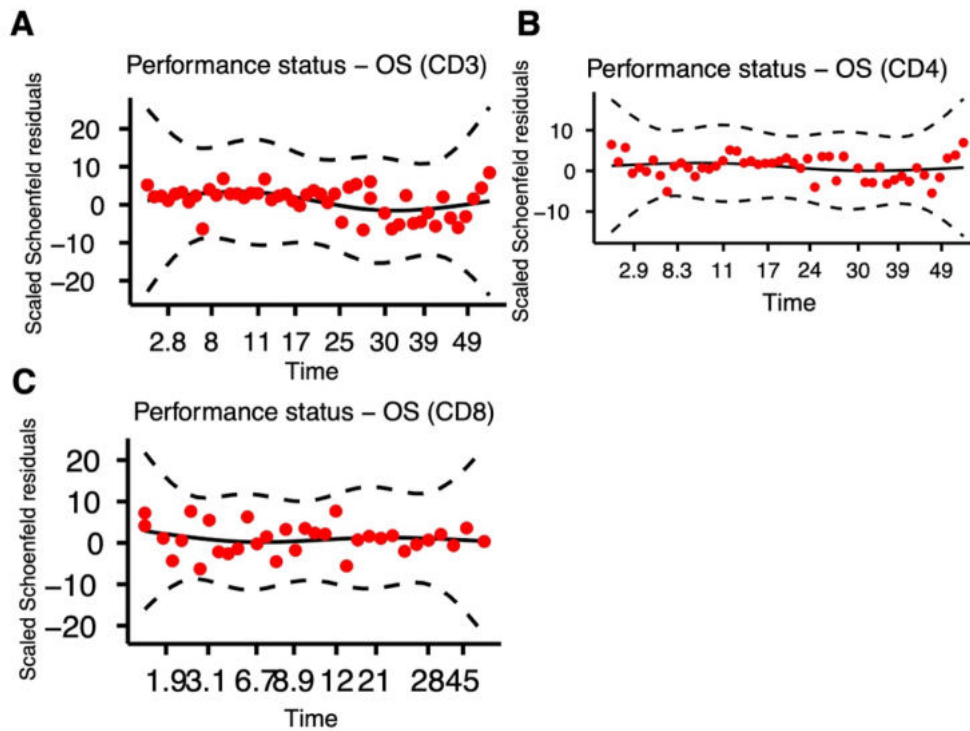 A
Performance status – OS (CD3)
Scaled Schoenfeld residuals
20
10
0
−10
−20
2.8 8 11 17 25 30 39 49
Time
B
Performance status – OS (CD4)
Scaled Schoenfeld residuals
10
0
−10
2.9 8.3 11 17 24 30 39 49
Time
C
Performance status – OS (CD8)
Scaled Schoenfeld residuals
20
10
0
−10
−20
1.9 3.1 6.7 8.9 12 21 28 45
Time